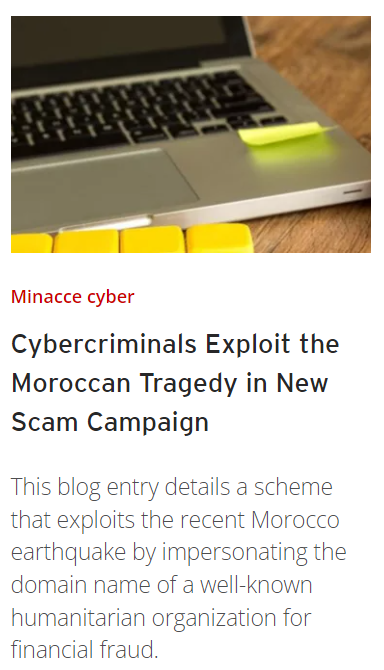 Minacce cyber
Cybercriminals Exploit the
Moroccan Tragedy in New
Scam Campaign
This blog entry details a scheme
that exploits the recent Morocco
earthquake by impersonating the
domain name of a well-known
humanitarian organization for
financial fraud.